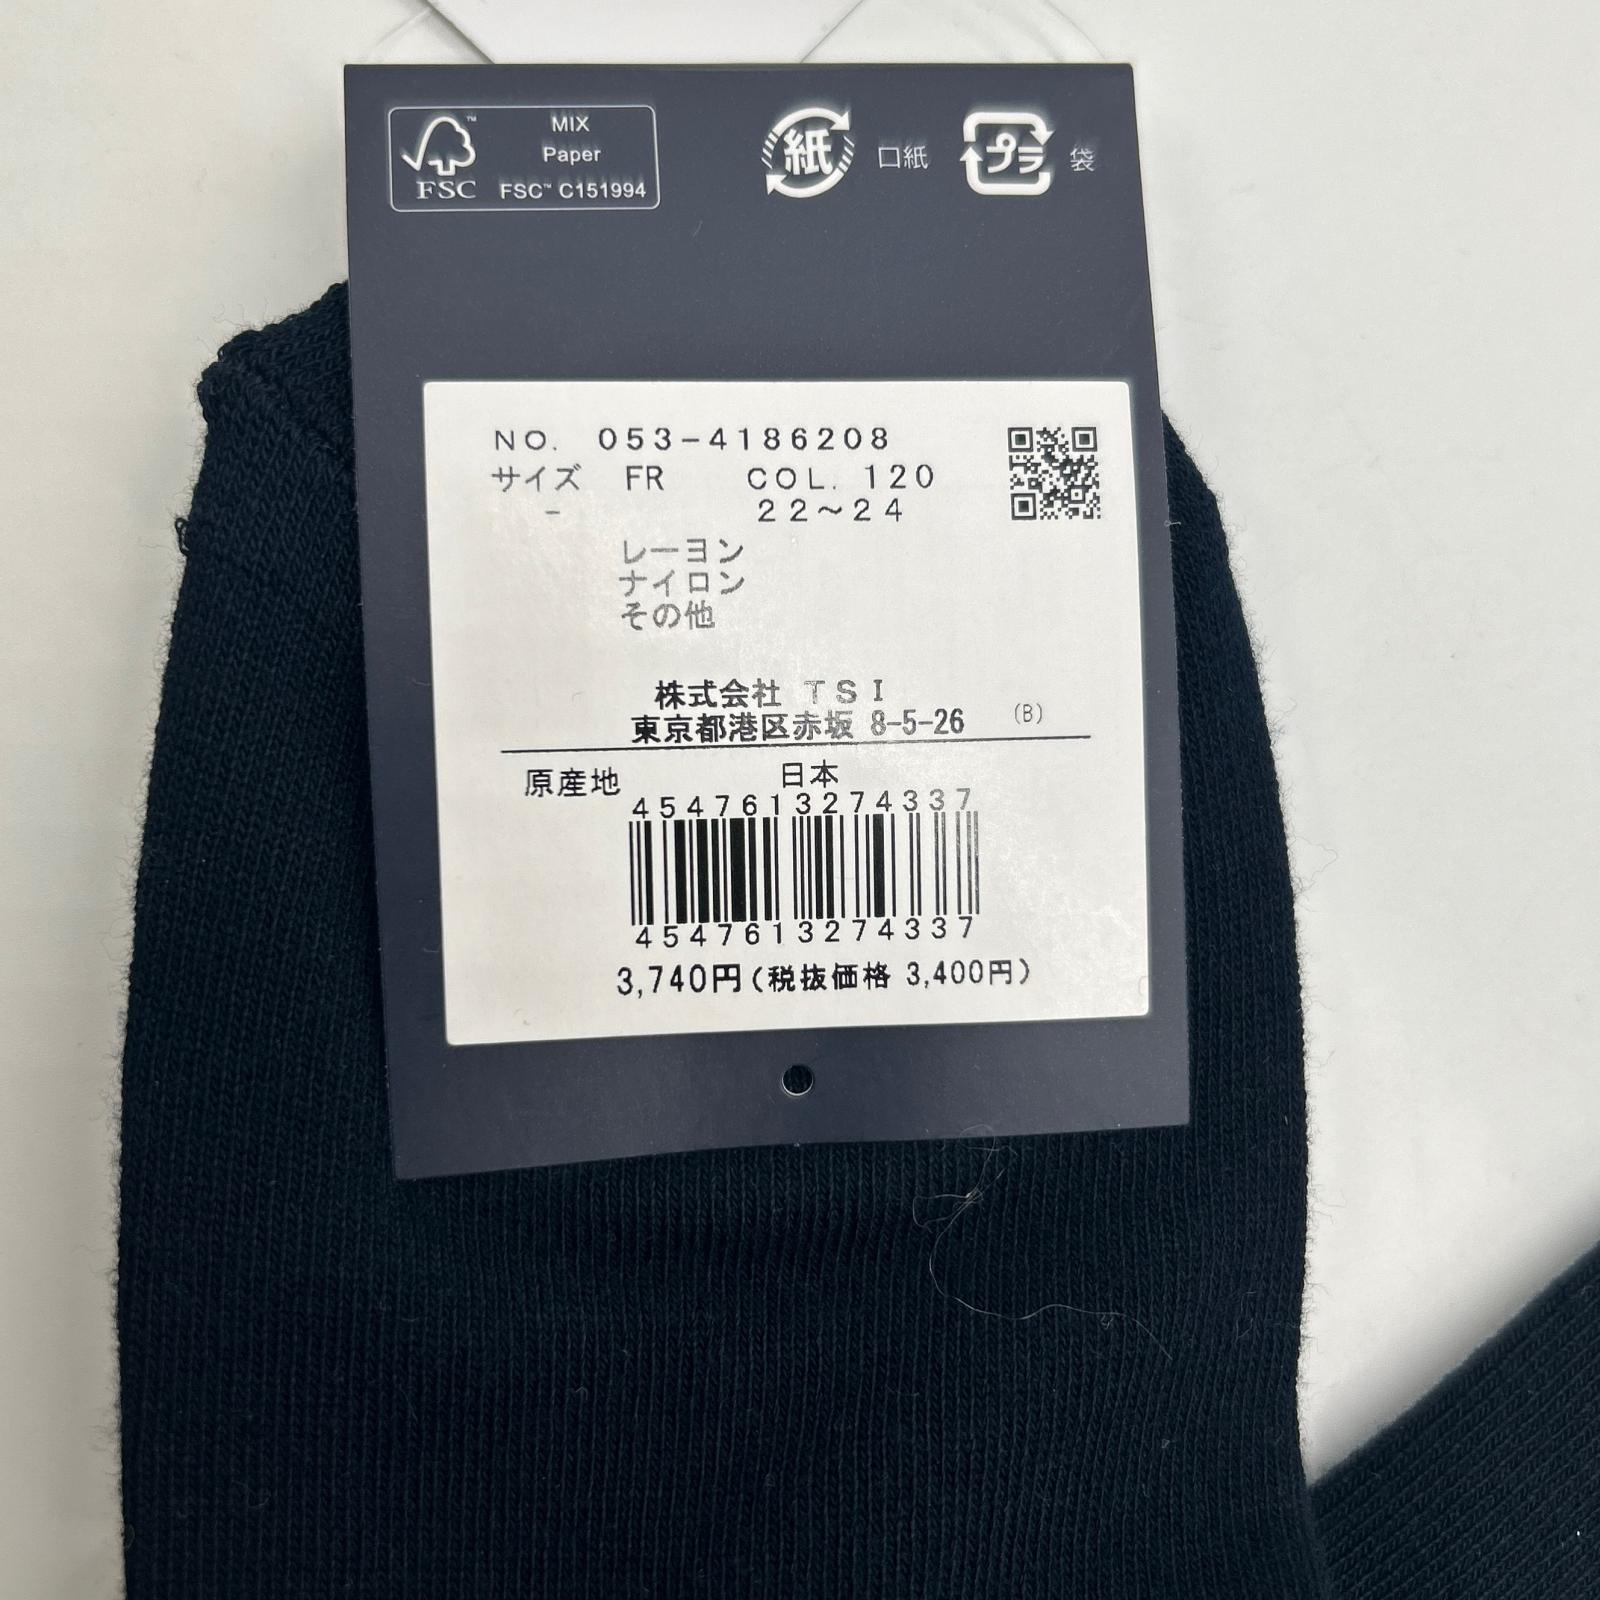 MIX
Paper
FSC™ C151994
FSC
紙 口紙 プラ 袋
NO. 053-4186208
サイズ FR COL. 120
- 22~24
レーヨン
ナイロン
その他
株式会社 TSI
東京都港区赤坂 8-5-26 (B)
原産地 日本
4547613274337
4547613274337
3,740円(税抜価格 3,400円)